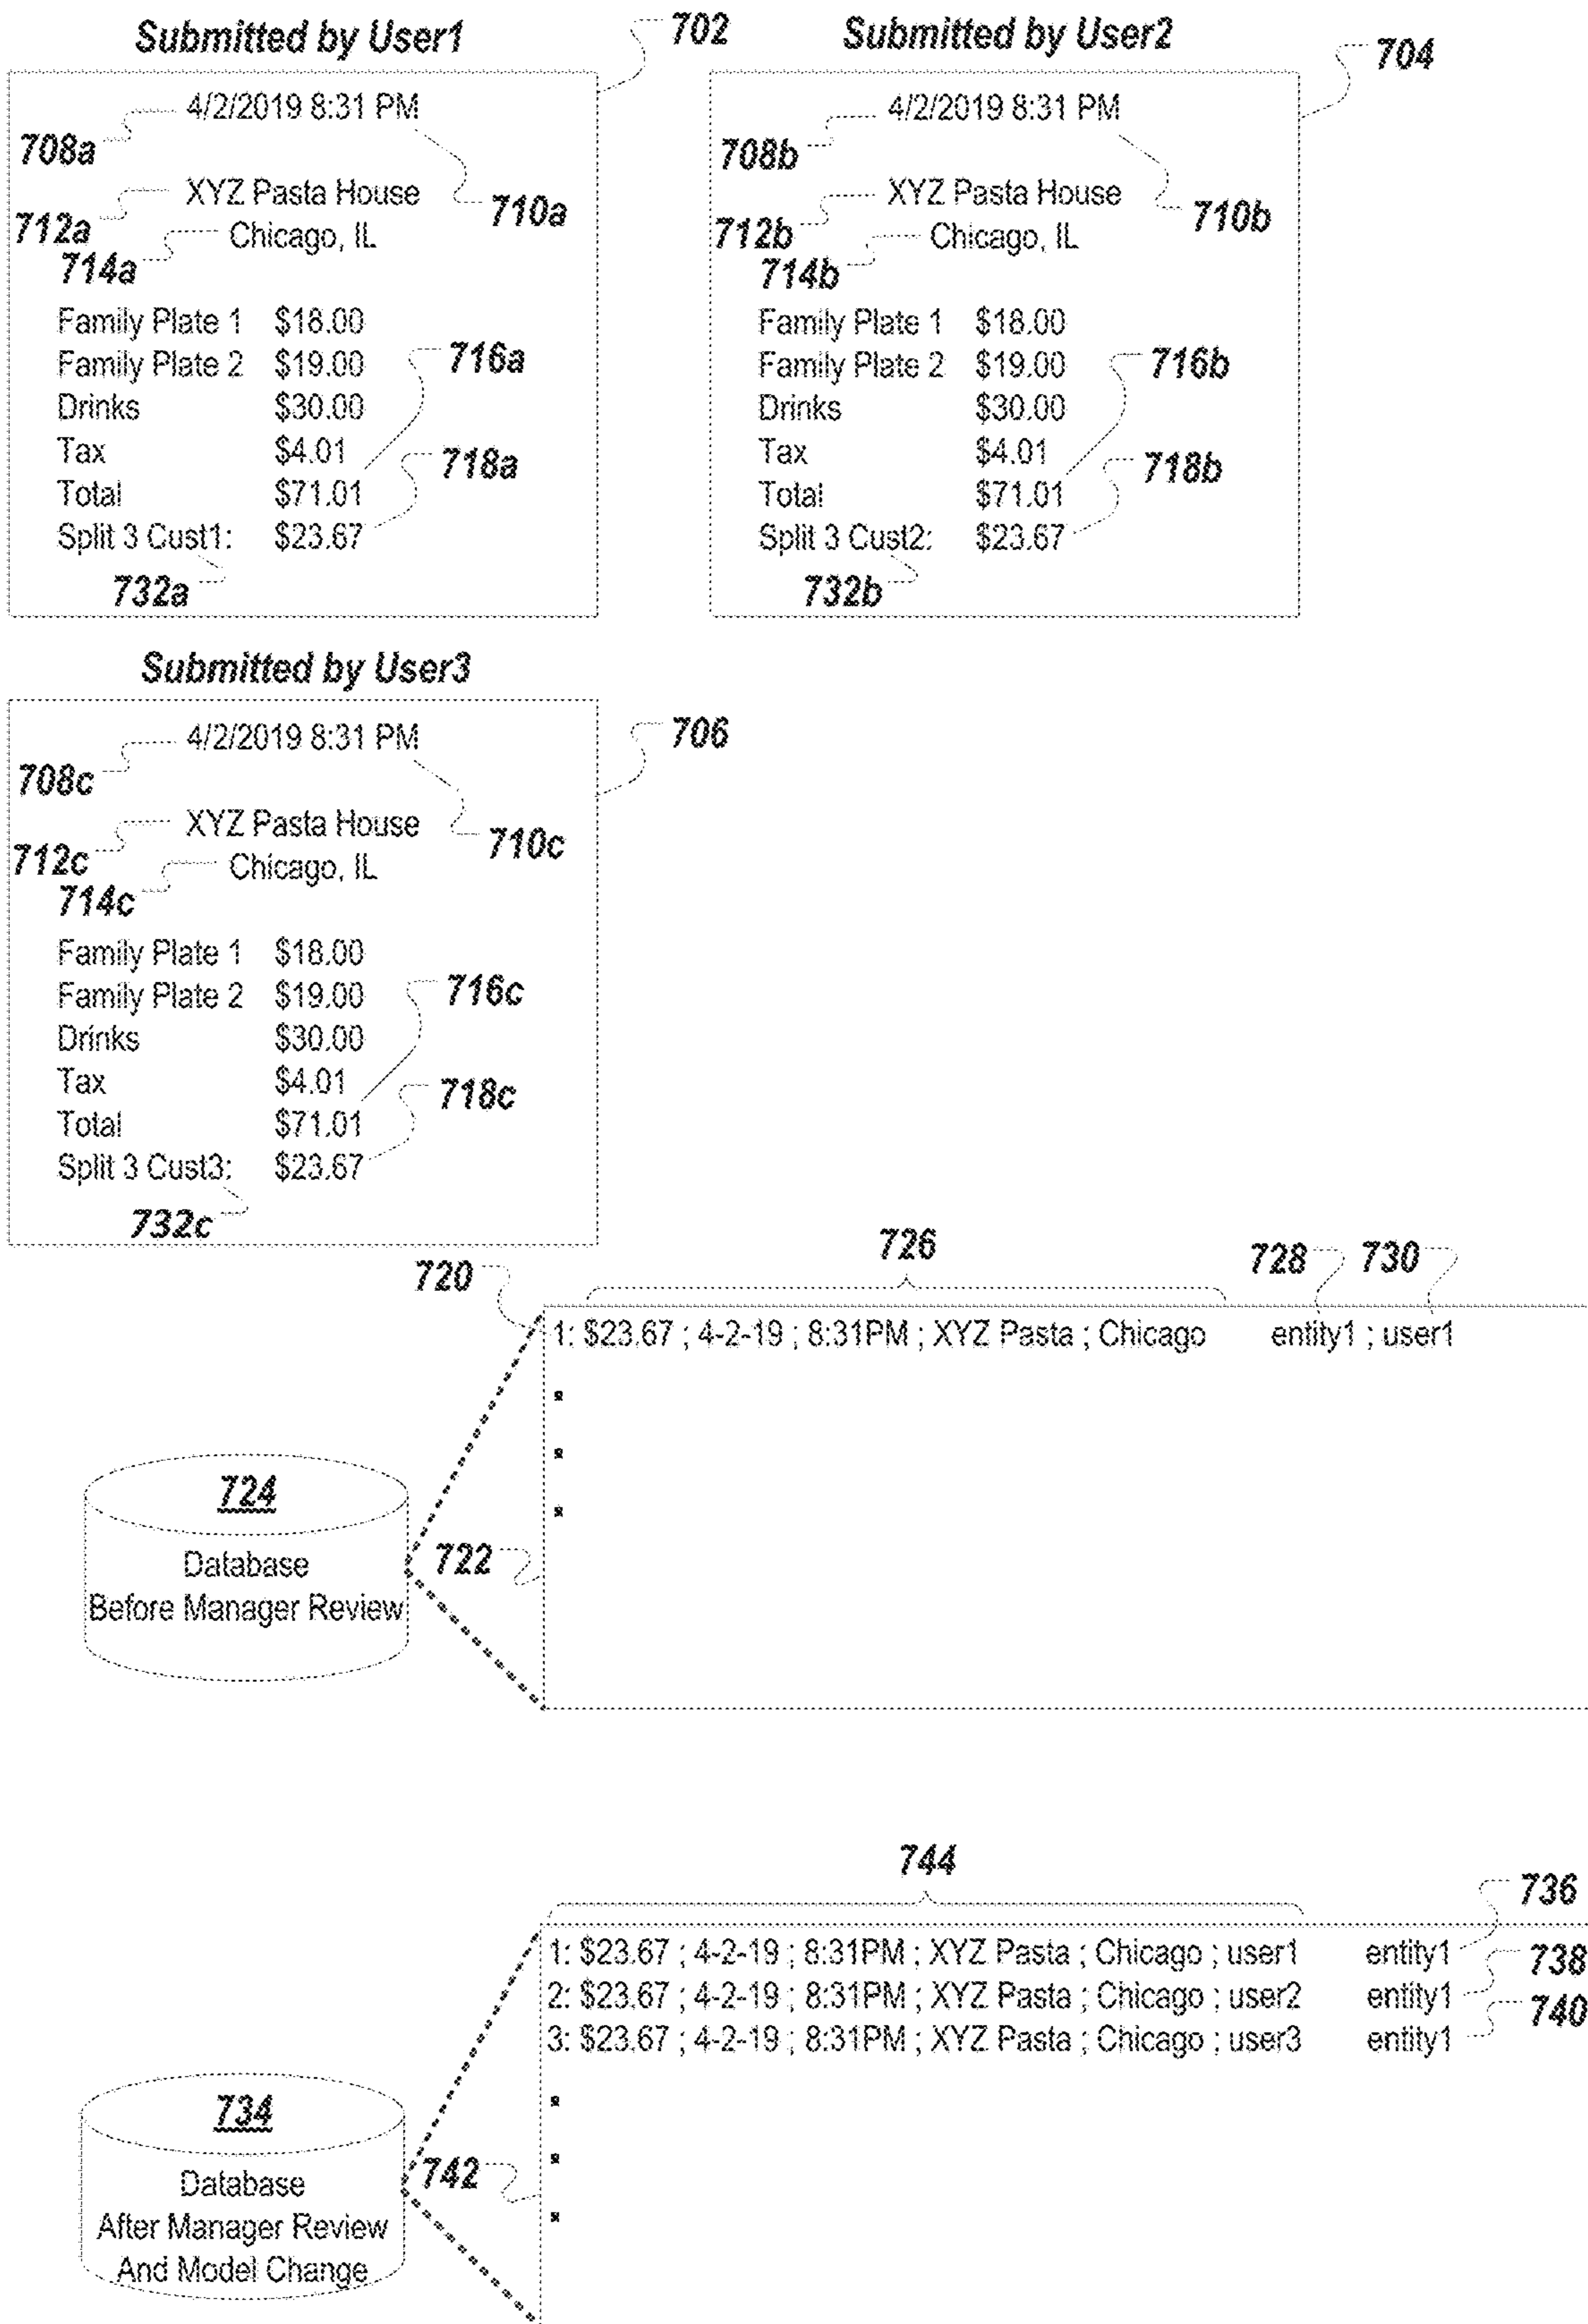 Submitted by User1
702
4/2/2019 8:31 PM
708a
XYZ Pasta House
710a
712a
Chicago, IL
714a
Family Plate 1 $18.00
Family Plate 2 $19.00
716a
Drinks $30.00
Tax $4.01
718a
Total $71.01
Split 3 Cust1: $23.67
732a
Submitted by User2
704
4/2/2019 8:31 PM
708b
XYZ Pasta House
710b
712b
Chicago, IL
714b
Family Plate 1 $18.00
Family Plate 2 $19.00
716b
Drinks $30.00
Tax $4.01
718b
Total $71.01
Split 3 Cust2: $23.67
732b
Submitted by User3
706
4/2/2019 8:31 PM
708c
XYZ Pasta House
710c
712c
Chicago, IL
714c
Family Plate 1 $18.00
Family Plate 2 $19.00
716c
Drinks $30.00
Tax $4.01
718c
Total $71.01
Split 3 Cust3: $23.67
732c
726
728
730
720
1: $23.67 ; 4-2-19 ; 8:31PM ; XYZ Pasta ; Chicago entity1 ; user1
724
722
Database
Before Manager Review
744
736
1: $23.67 ; 4-2-19 ; 8:31PM ; XYZ Pasta ; Chicago ; user1 entity1
738
2: $23.67 ; 4-2-19 ; 8:31PM ; XYZ Pasta ; Chicago ; user2 entity1
740
3: $23.67 ; 4-2-19 ; 8:31PM ; XYZ Pasta ; Chicago ; user3 entity1
734
742
Database
After Manager Review
And Model Change